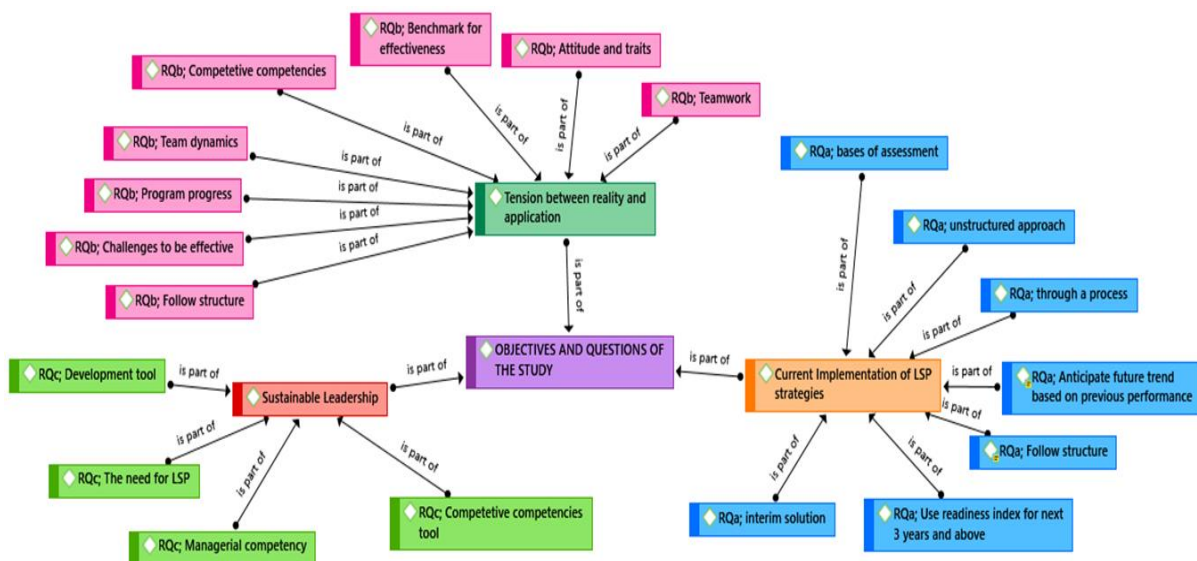 RQb; Benchmark for
effectiveness
RQb; Attitude and traits
RQb; Competetive competencies
RQb; Teamwork
is part of
is part of
is part of
is part of
RQb; Team dynamics
is part of
RQb; Program progress
is part of
RQb; Challenges to be effective
is part of
RQb; Follow structure
is part of
Tension between reality and
application
is part of
RQa; bases of assessment
is part of
RQa; unstructured approach
is part of
RQa; through a process
is part of
OBJECTIVES AND QUESTIONS OF
THE STUDY
is part of
Current Implementation of LSP
strategies
is part of
RQa; Anticipate future trend
based on previous performance
is part of
RQa; Follow structure
is part of
RQa; interim solution
is part of
RQa; Use readiness index for next
3 years and above
RQc; Development tool
is part of
Sustainable Leadership
is part of
RQc; The need for LSP
is part of
RQc; Managerial competency
is part of
RQc; Competetive competencies
tool
is part of